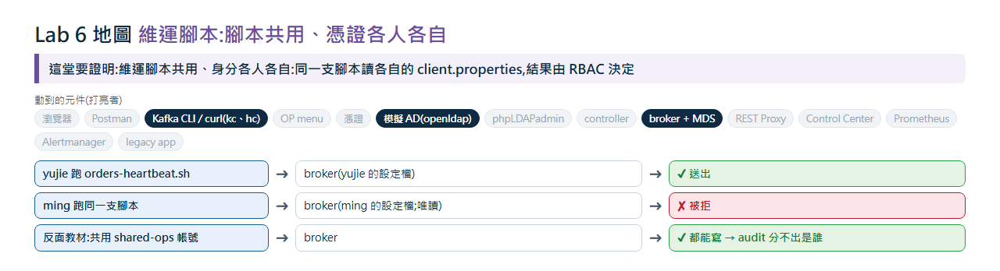 Lab 6 地圖 維運腳本:腳本共用、憑證各人各自
這堂要證明:維運腳本共用、身分各人各自:同一支腳本讀各自的 client.properties,結果由 RBAC 決定
動到的元件(打亮者)
瀏覽器 Postman Kafka CLI / curl(kc、hc) OP menu 憑證 模擬 AD(openldap) phpLDAPadmin controller broker + MDS REST Proxy Control Center Prometheus
Alertmanager legacy app
yujie 跑 orders-heartbeat.sh → broker(yujie 的設定檔) → ✔ 送出
ming 跑同一支腳本 → broker(ming 的設定檔;唯讀) → ✘ 被拒
反面教材:共用 shared-ops 帳號 → broker → ✔ 都能寫 → audit 分不出是誰